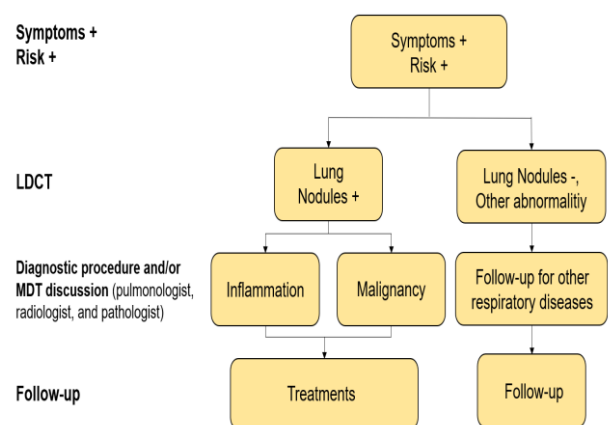 Symptoms +
Risk +
Symptoms +
Risk +
LDCT
Lung
Nodules +
Lung Nodules -,
Other abnormalitiy
Diagnostic procedure and/or
MDT discussion (pulmonologist,
radiologist, and pathologist)
Inflammation
Malignancy
Follow-up for other
respiratory diseases
Follow-up
Treatments
Follow-up